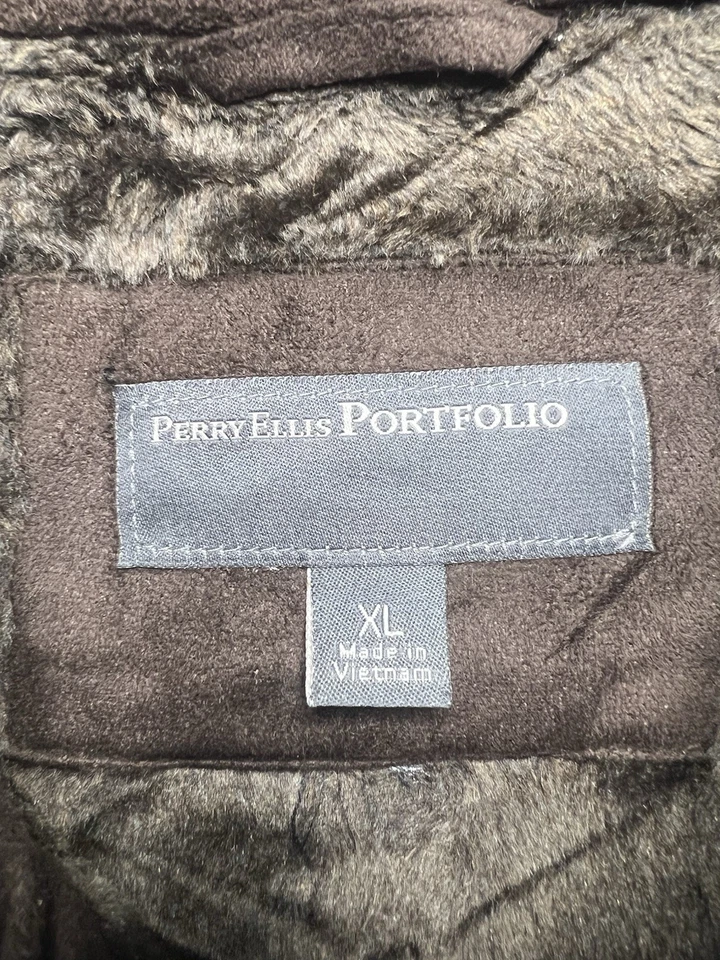 PERRY ELLIS PORTFOLIO
XL
Made in
Vietnam